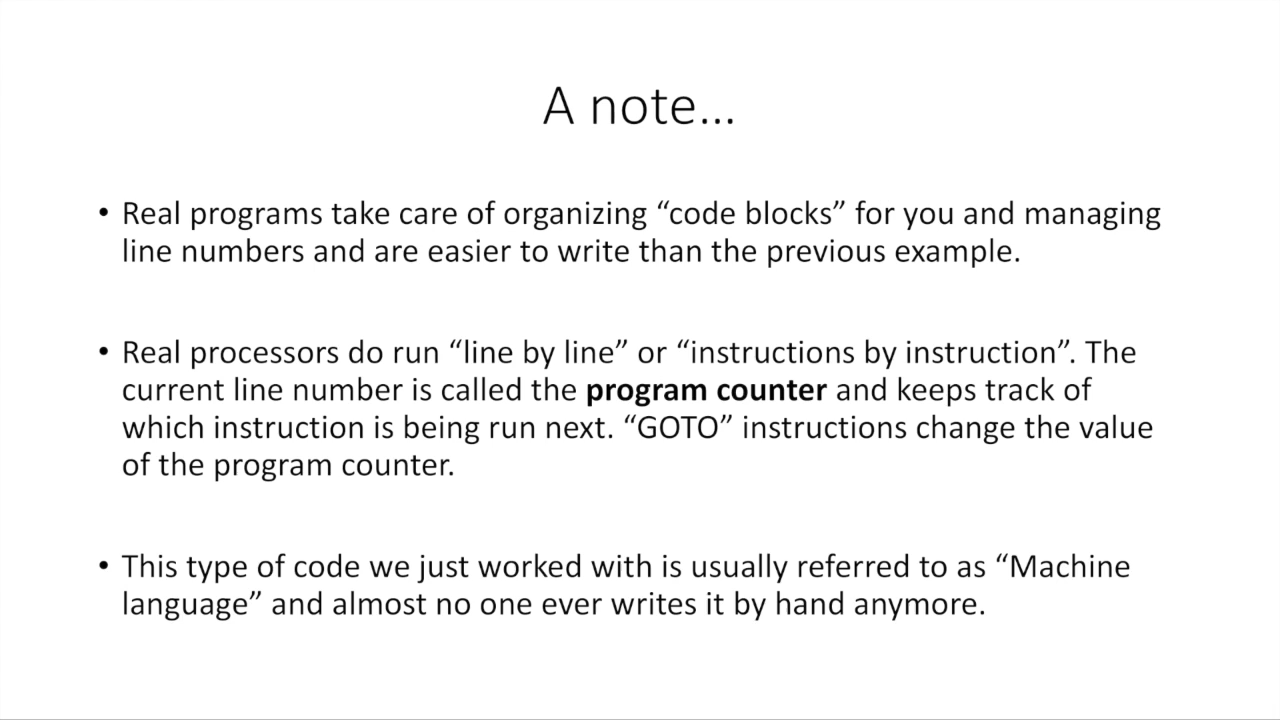 A note…
• Real programs take care of organizing “code blocks” for you and managing
line numbers and are easier to write than the previous example.
• Real processors do run “line by line” or “instructions by instruction”. The
current line number is called the program counter and keeps track of
which instruction is being run next. “GOTO” instructions change the value
of the program counter.
• This type of code we just worked with is usually referred to as “Machine
language” and almost no one ever writes it by hand anymore.